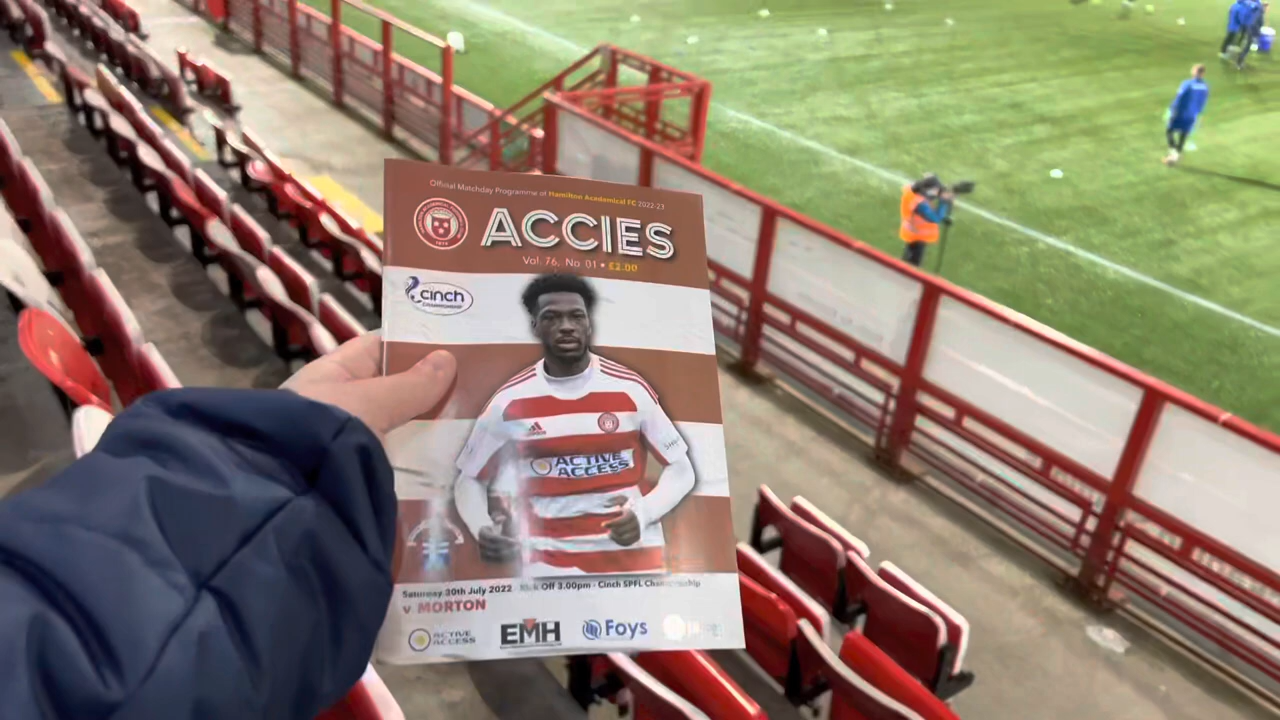 Official Matchday Programme of Hamilton Academical FC 2022-23
ACCIES
Vol. 76, No. 01 • £3.00
cinch
CHAMPIONSHIP
ACTIVE
ACCESS
Saturday 30th July 2022 Kick Off 3.00pm - Cinch SPFL Championship
v MORTON
ACTIVE
ACCESS
EMH
Foys